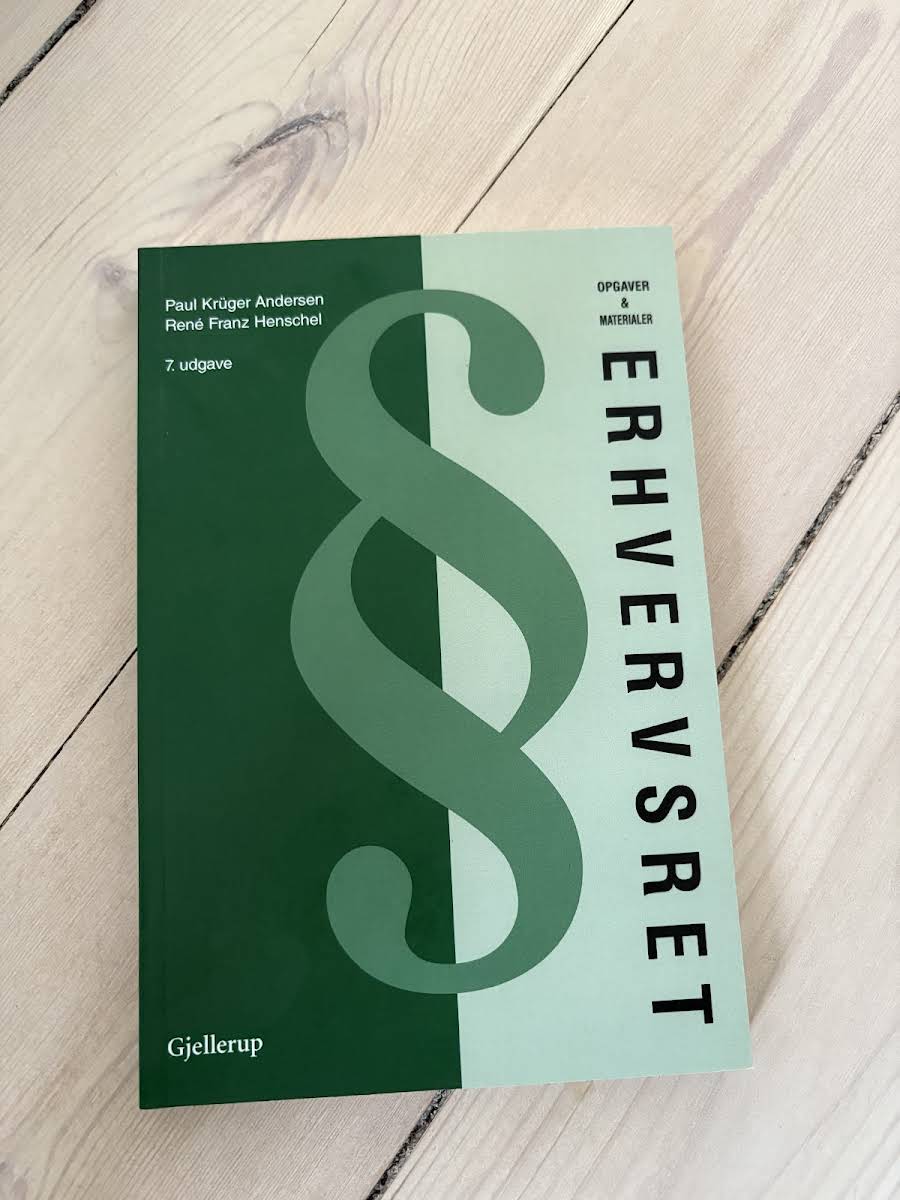 Paul Krüger Andersen
René Franz Henschel
7. udgave
OPGAVER
&
MATERIALER
ERHVERVSRET
§
Gjellerup